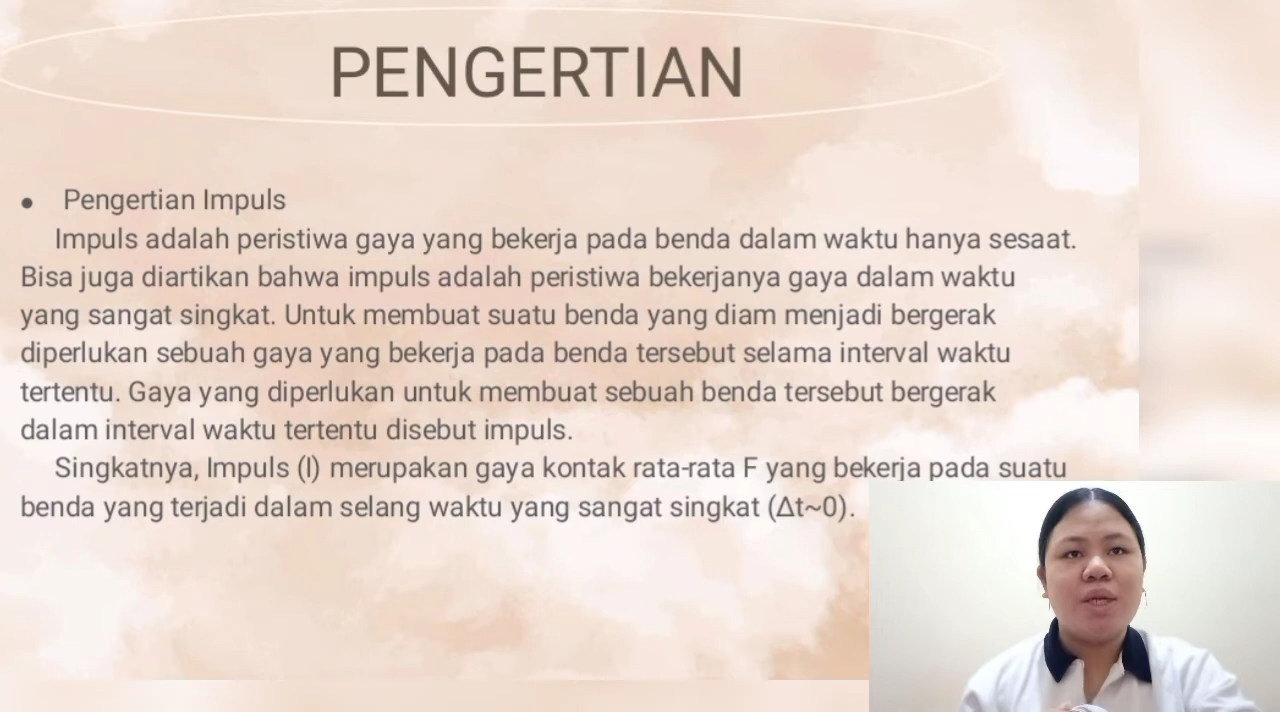 PENGERTIAN
• Pengertian Impuls
Impuls adalah peristiwa gaya yang bekerja pada benda dalam waktu hanya sesaat.
Bisa juga diartikan bahwa impuls adalah peristiwa bekerjanya gaya dalam waktu
yang sangat singkat. Untuk membuat suatu benda yang diam menjadi bergerak
diperlukan sebuah gaya yang bekerja pada benda tersebut selama interval waktu
tertentu. Gaya yang diperlukan untuk membuat sebuah benda tersebut bergerak
dalam interval waktu tertentu disebut impuls.
Singkatnya, Impuls (I) merupakan gaya kontak rata-rata F yang bekerja pada suatu
benda yang terjadi dalam selang waktu yang sangat singkat (Δt~0).